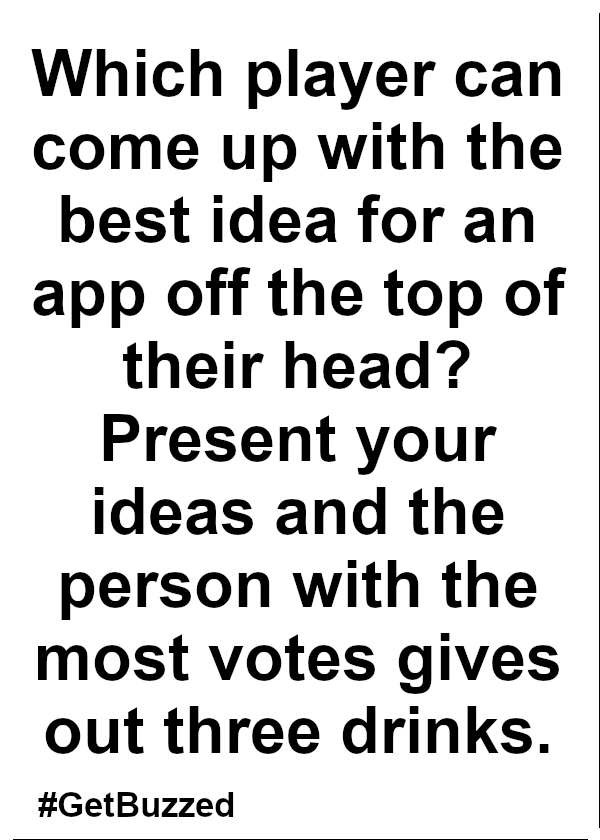 Which player can
come up with the
best idea for an
app off the top of
their head?
Present your
ideas and the
person with the
most votes gives
out three drinks.
#GetBuzzed